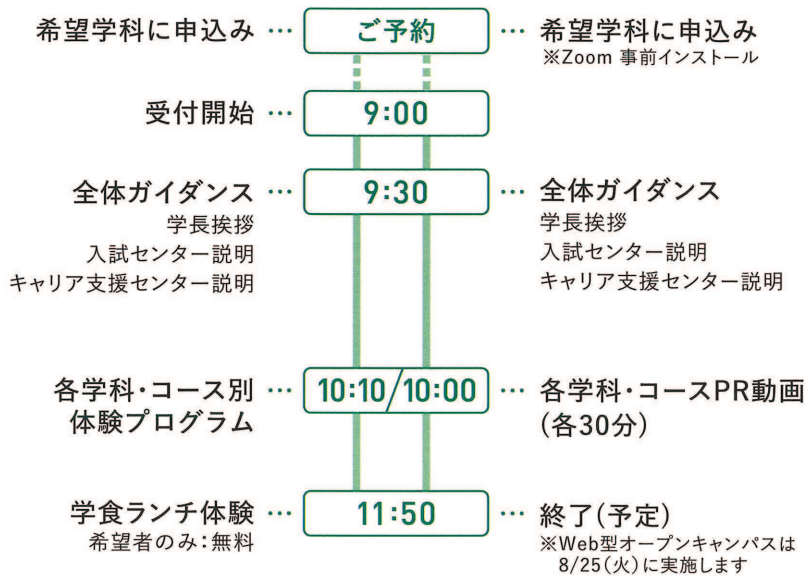 希望学科に申込み … ご予約 … 希望学科に申込み
※Zoom 事前インストール
受付開始 … 9:00
全体ガイダンス … 9:30 … 全体ガイダンス
学長挨拶 学長挨拶
入試センター説明 入試センター説明
キャリア支援センター説明 キャリア支援センター説明
各学科・コース別 … 10:10/10:00 … 各学科・コースPR動画
体験プログラム (各30分)
学食ランチ体験 … 11:50 … 終了(予定)
希望者のみ:無料 ※Web型オープンキャンパスは
8/25(火)に実施します